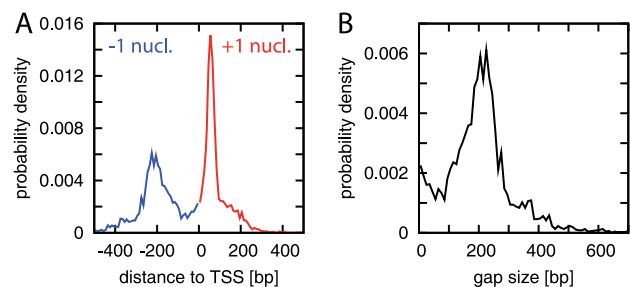 A
B
-1 nucl.
+1 nucl.
probability density
0.016
0.012
0.008
0.004
0
-400 -200 0 200 400
distance to TSS [bp]
probability density
0.006
0.004
0.002
0
0 200 400 600
gap size [bp]